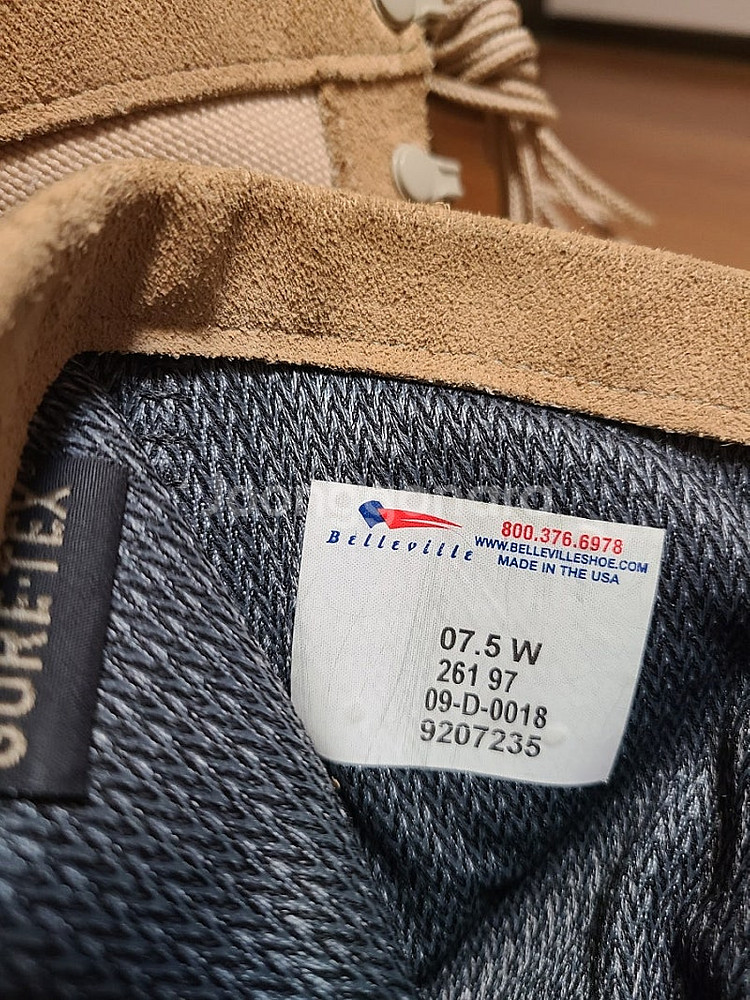 Belleville
800.376.6978
WWW.BELLEVILLESHOE.COM
MADE IN THE USA
07.5 W
261 97
09-D-0018
9207235
GORE-TEX